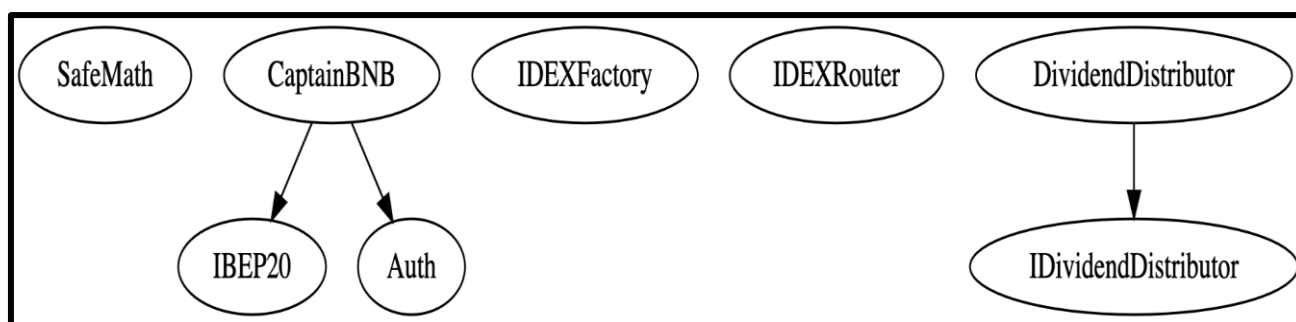 SafeMath
CaptainBNB
IDEXFactory
IDEXRouter
DividendDistributor
IBEP20
Auth
IDividendDistributor